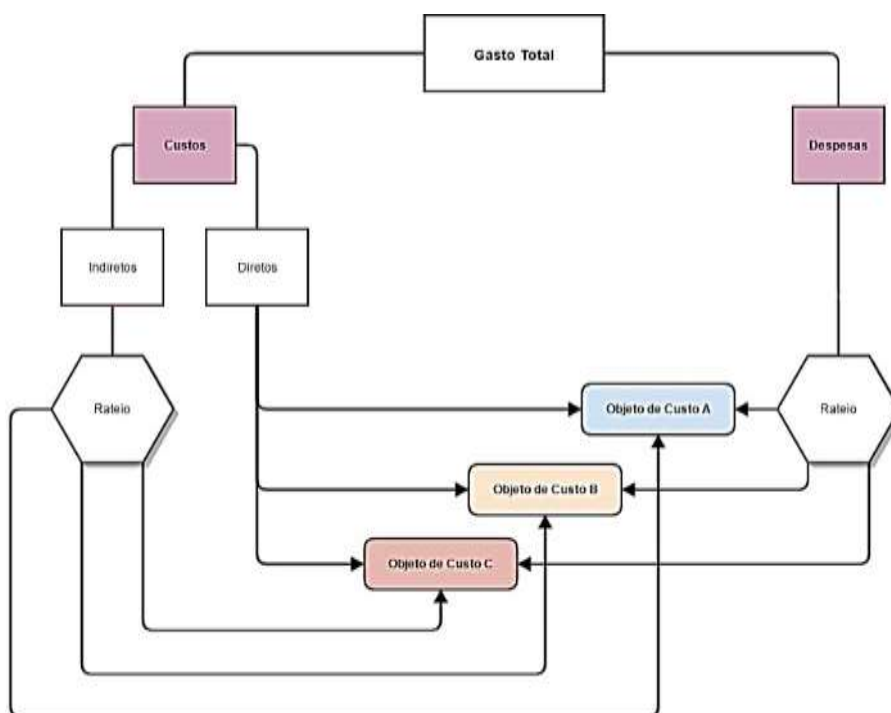 Gasto Total
Custos
Despesas
Indiretos
Diretos
Rateio
Objeto de Custo A
Rateio
Objeto de Custo B
Objeto de Custo C